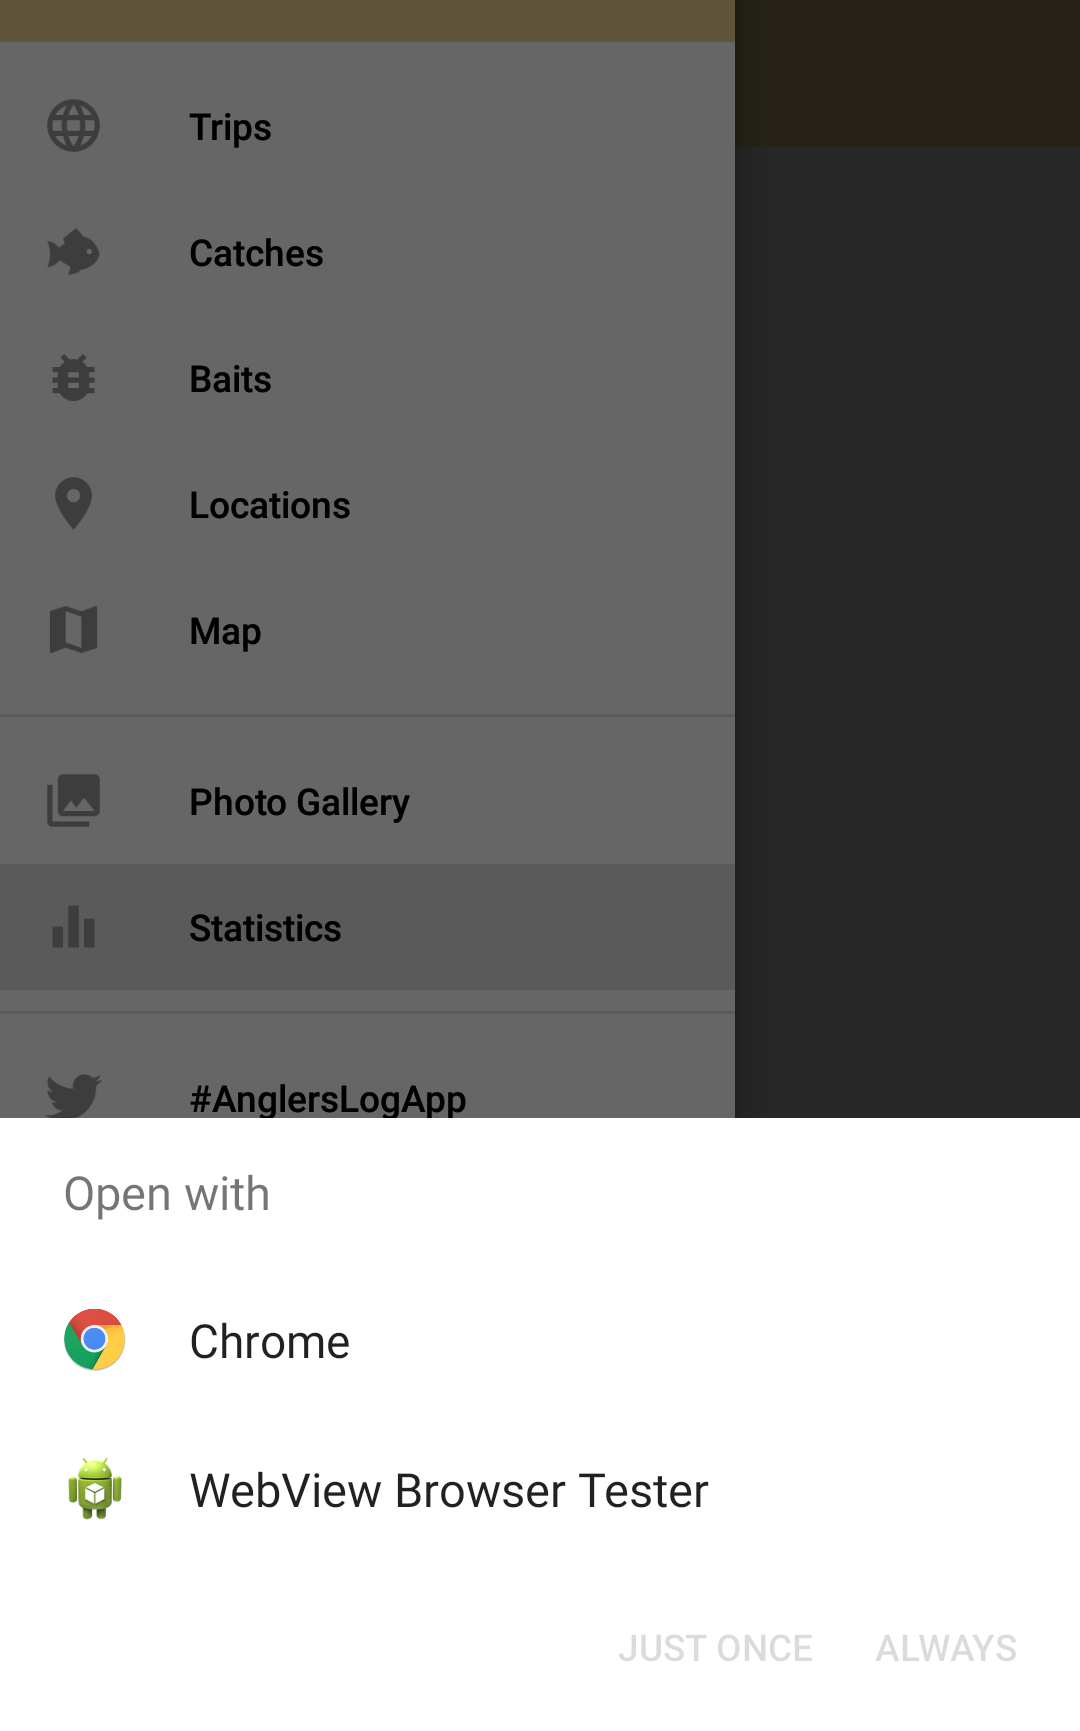 Trips
Catches
Baits
Locations
Map
Photo Gallery
Statistics
#AnglersLogApp
Open with
Chrome
WebView Browser Tester
JUST ONCE ALWAYS